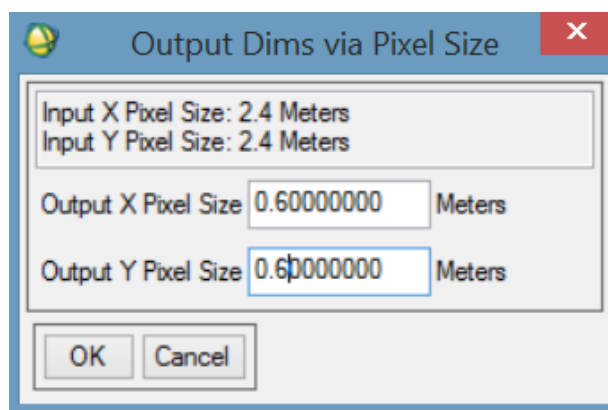 Output Dims via Pixel Size
Input X Pixel Size: 2.4 Meters
Input Y Pixel Size: 2.4 Meters
Output X Pixel Size 0.60000000 Meters
Output Y Pixel Size 0.60000000 Meters
OK Cancel